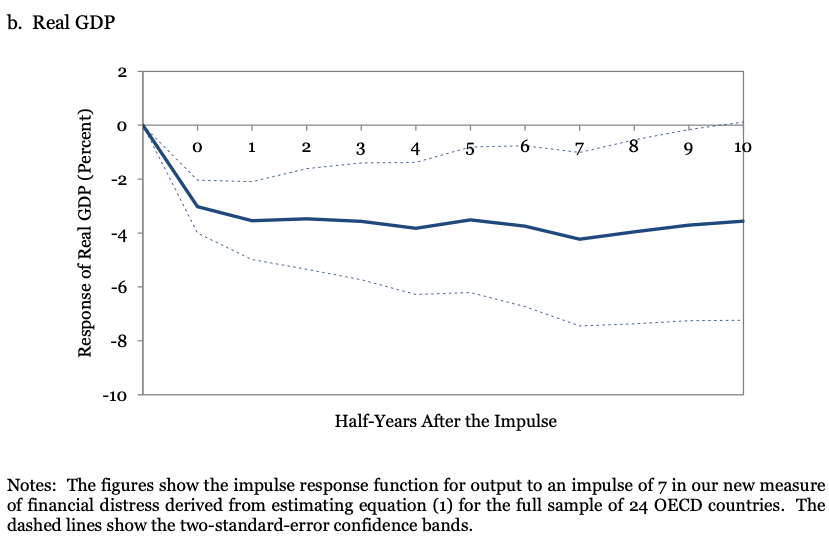 b. Real GDP
2
0
-2
-4
-6
-8
-10
Response of Real GDP (Percent)
0 1 2 3 4 5 6 7 8 9 10
Half-Years After the Impulse
Notes: The figures show the impulse response function for output to an impulse of 7 in our new measure
of financial distress derived from estimating equation (1) for the full sample of 24 OECD countries. The
dashed lines show the two-standard-error confidence bands.